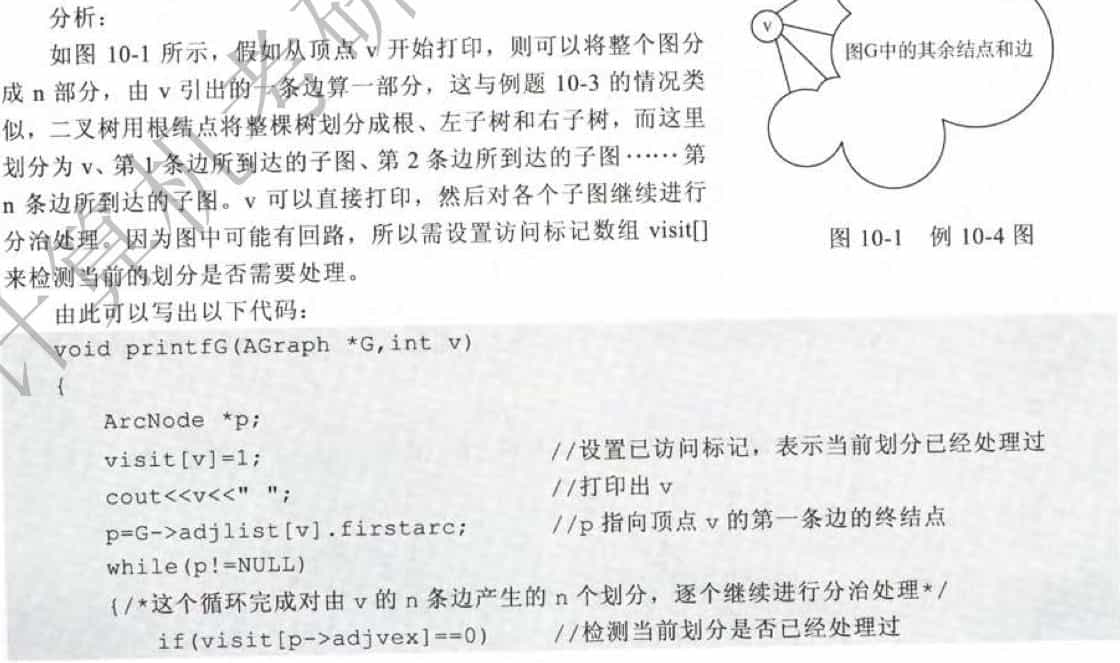 分析：
如图 10-1 所示，假如从顶点 v 开始打印，则可以将整个图分
成 n 部分，由 v 引出的一条边算一部分，这与例题 10-3 的情况类
似，二叉树用根结点将整棵树划分成根、左子树和右子树，而这里
划分为 v、第 1 条边所到达的子图、第 2 条边所到达的子图……第
n 条边所到达的子图。v 可以直接打印，然后对各个子图继续进行
分治处理。因为图中可能有回路，所以需设置访问标记数组 visit[]
来检测当前的划分是否需要处理。
v
图G中的其余结点和边
图 10-1 例 10-4 图
由此可以写出以下代码：
void printfG(AGraph *G,int v)
{
ArcNode *p;
visit[v]=1; //设置已访问标记，表示当前划分已经处理过
cout<<v<<" "; //打印出 v
p=G->adjlist[v].firstarc; //p 指向顶点 v 的第一条边的终结点
while(p!=NULL)
{/*这个循环完成对由 v 的 n 条边产生的 n 个划分，逐个继续进行分治处理*/
if(visit[p->adjvex]==0) //检测当前划分是否已经处理过
计算机考研